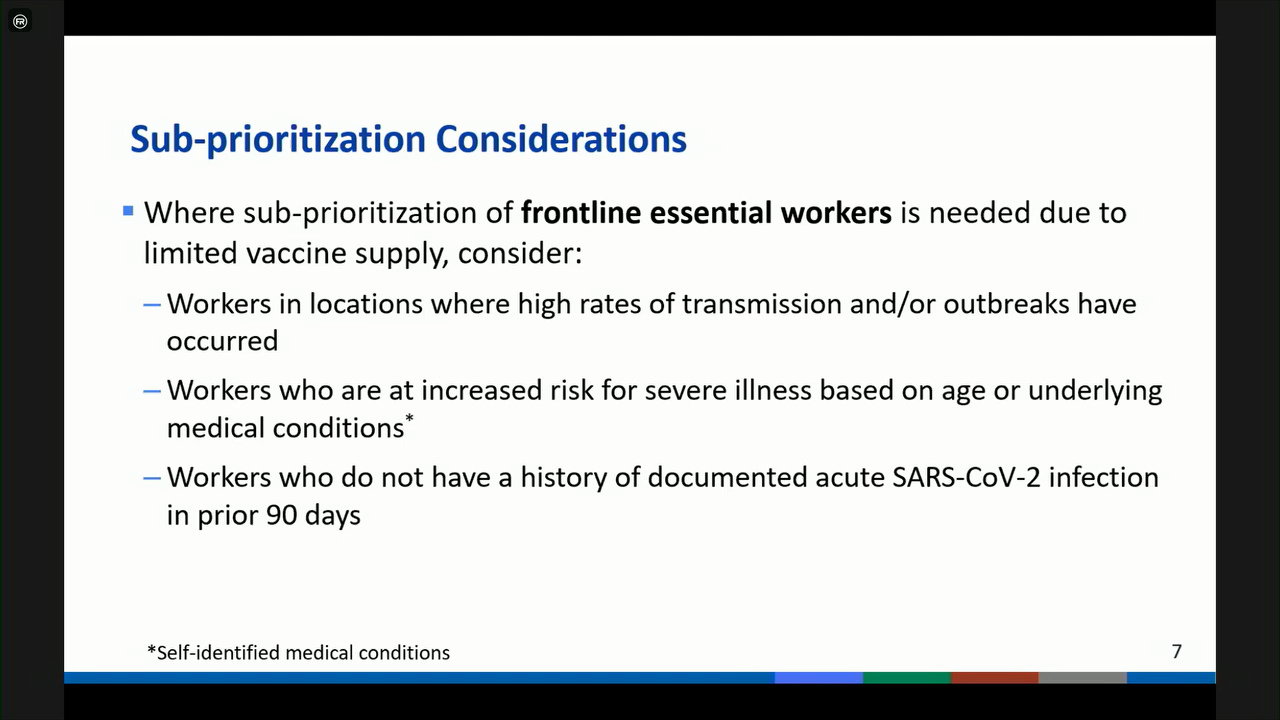 Sub-prioritization Considerations
Where sub-prioritization of frontline essential workers is needed due to
limited vaccine supply, consider:
– Workers in locations where high rates of transmission and/or outbreaks have
occurred
– Workers who are at increased risk for severe illness based on age or underlying
medical conditions*
– Workers who do not have a history of documented acute SARS-CoV-2 infection
in prior 90 days
*Self-identified medical conditions
7